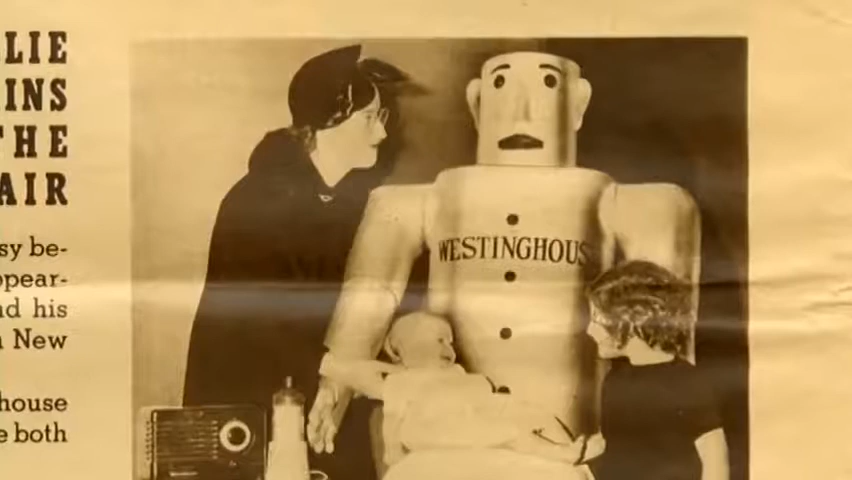 LIE
INS
THE
AIR
sy be-
ppear-
nd his
n New
house
e both
WESTINGHOUS